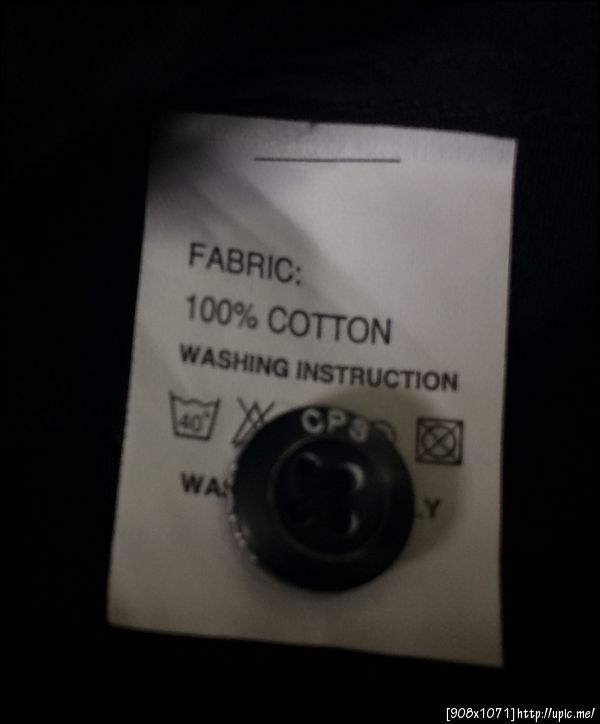 FABRIC:
100% COTTON
WASHING INSTRUCTION
40°
CPS
[908x1071]http://upic.me/